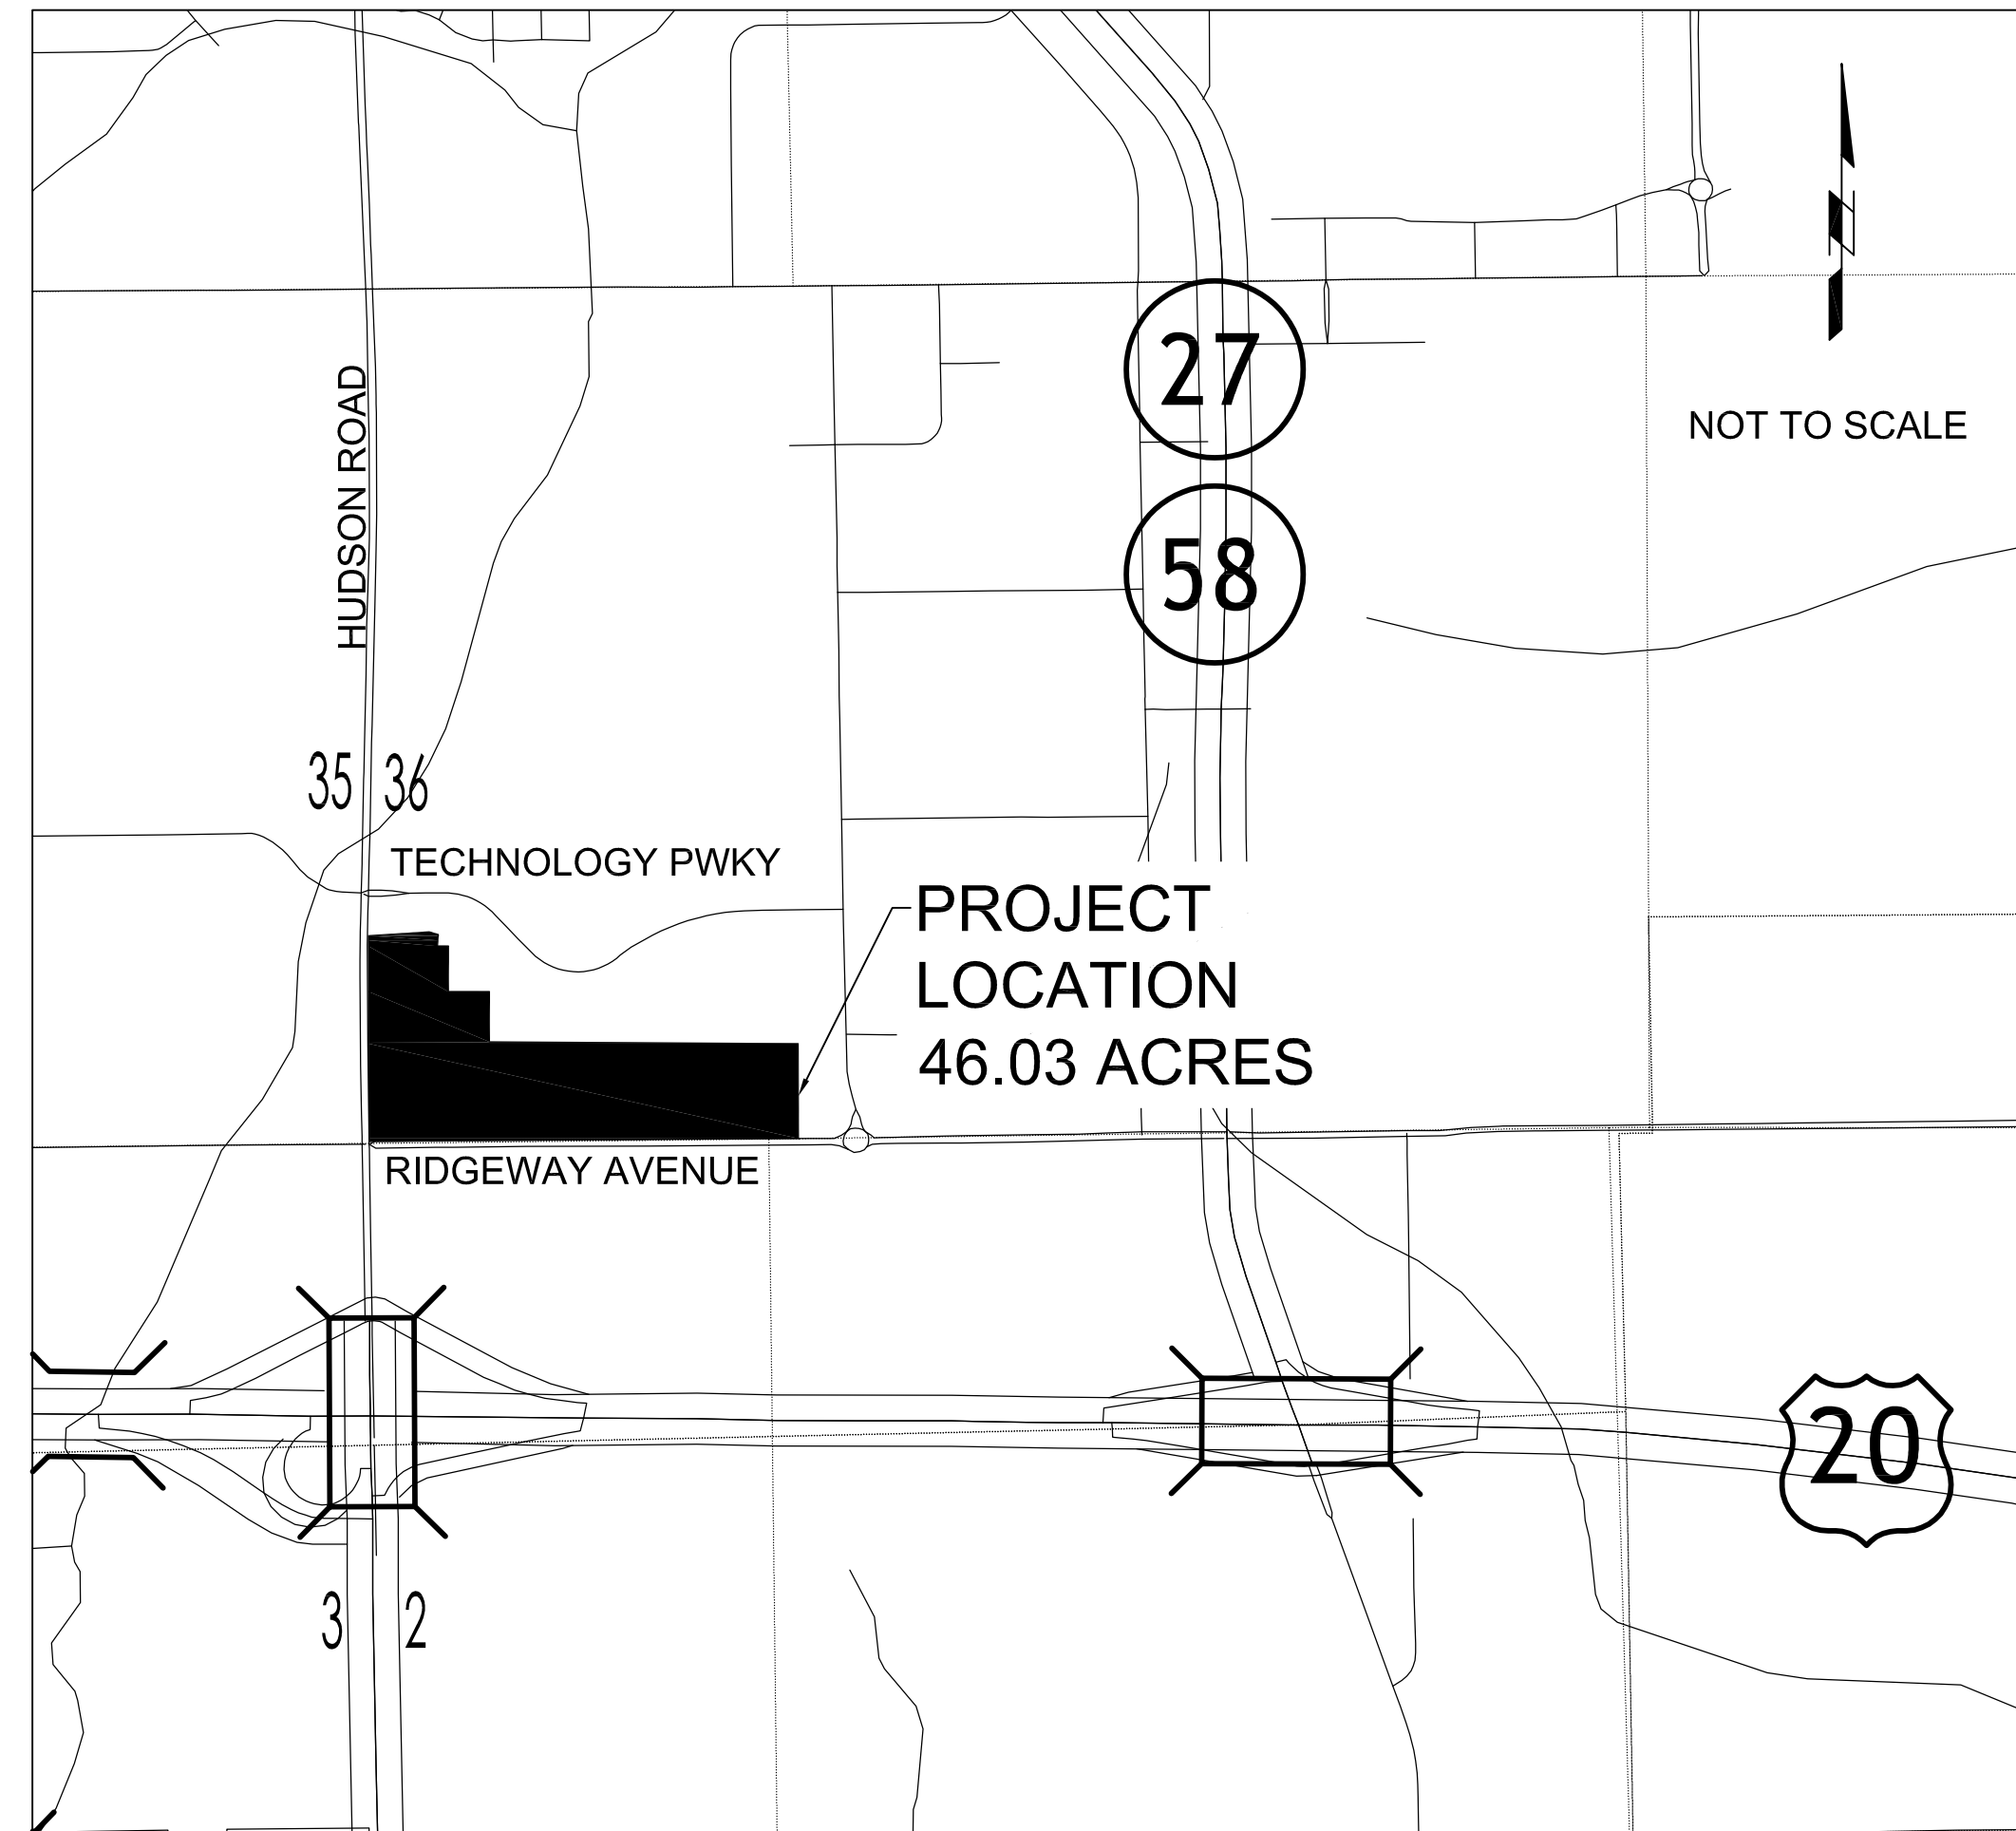 27
58
NOT TO SCALE
HUDSON ROAD
35 36
TECHNOLOGY PWKY
PROJECT
LOCATION
46.03 ACRES
RIDGEWAY AVENUE
20
3 2
N